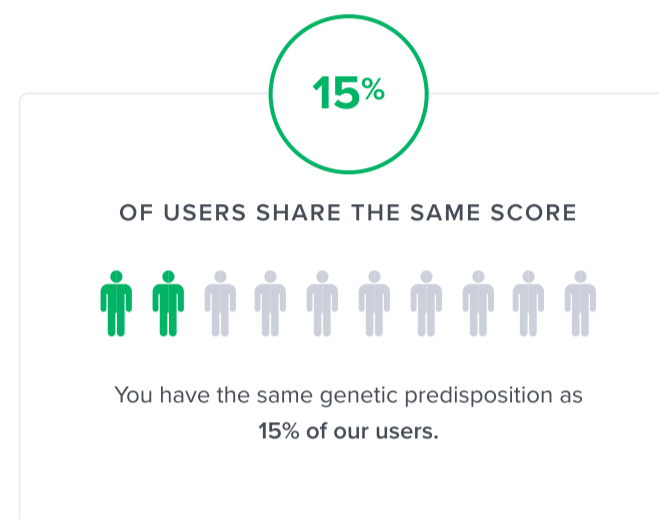 15%
OF USERS SHARE THE SAME SCORE
You have the same genetic predisposition as
15% of our users.